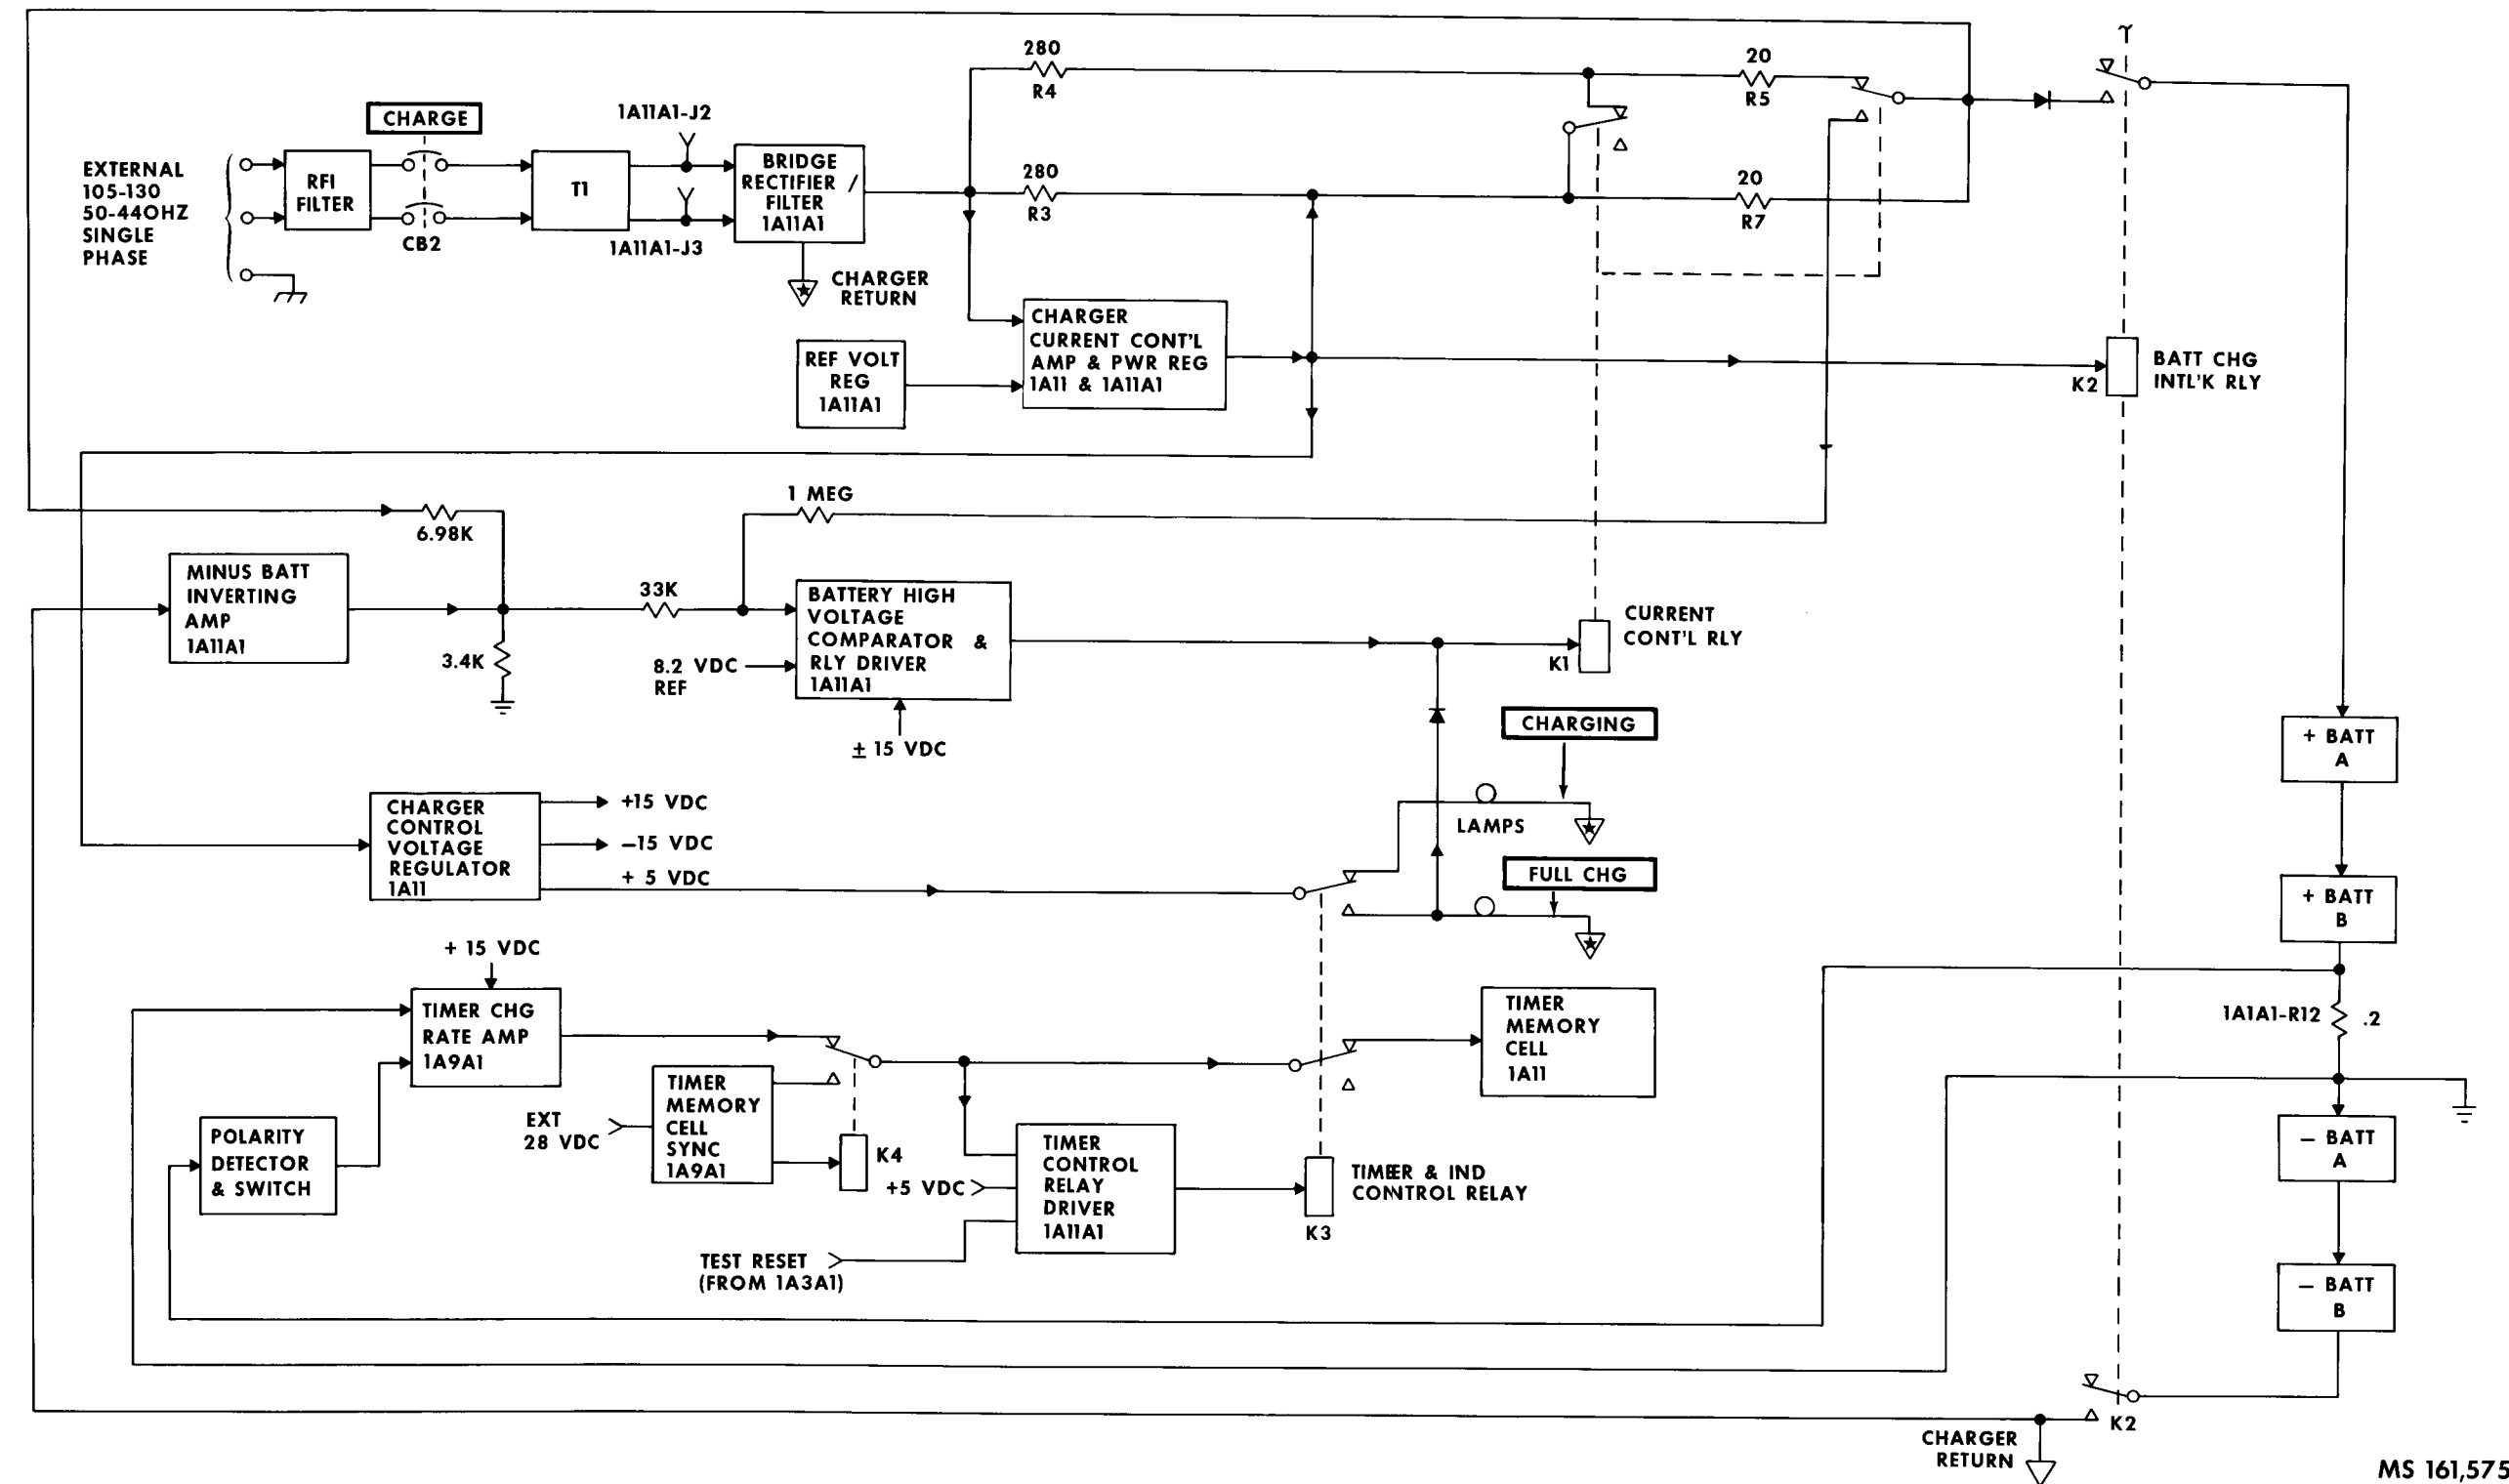 280
R4
20
R5
CHARGE
1A11A1-J2
EXTERNAL
105-130
50-440HZ
SINGLE
PHASE
RFI
FILTER
CB2
T1
1A11A1-J3
BRIDGE
RECTIFIER /
FILTER
1A11A1
CHARGER
RETURN
280
R3
20
R7
REF VOLT
REG
1A11A1
CHARGER
CURRENT CONT'L
AMP & PWR REG
1A11 & 1A11A1
K2
BATT CHG
INTL'K RLY
6.98K
1 MEG
MINUS BATT
INVERTING
AMP
1A11A1
3.4K
33K
8.2 VDC
REF
BATTERY HIGH
VOLTAGE
COMPARATOR &
RLY DRIVER
1A11A1
± 15 VDC
K1
CURRENT
CONT'L RLY
CHARGING
LAMPS
FULL CHG
CHARGER
CONTROL
VOLTAGE
REGULATOR
1A11
+15 VDC
−15 VDC
+ 5 VDC
+ BATT
A
+ BATT
B
1A1A1-R12
.2
− BATT
A
− BATT
B
+ 15 VDC
TIMER CHG
RATE AMP
1A9A1
POLARITY
DETECTOR
& SWITCH
EXT
28 VDC
TIMER
MEMORY
CELL
SYNC
1A9A1
K4
+5 VDC
TEST RESET
(FROM 1A3A1)
TIMER
CONTROL
RELAY
DRIVER
1A11A1
K3
TIMER & IND
CONTROL RELAY
TIMER
MEMORY
CELL
1A11
K2
CHARGER
RETURN
MS 161,575